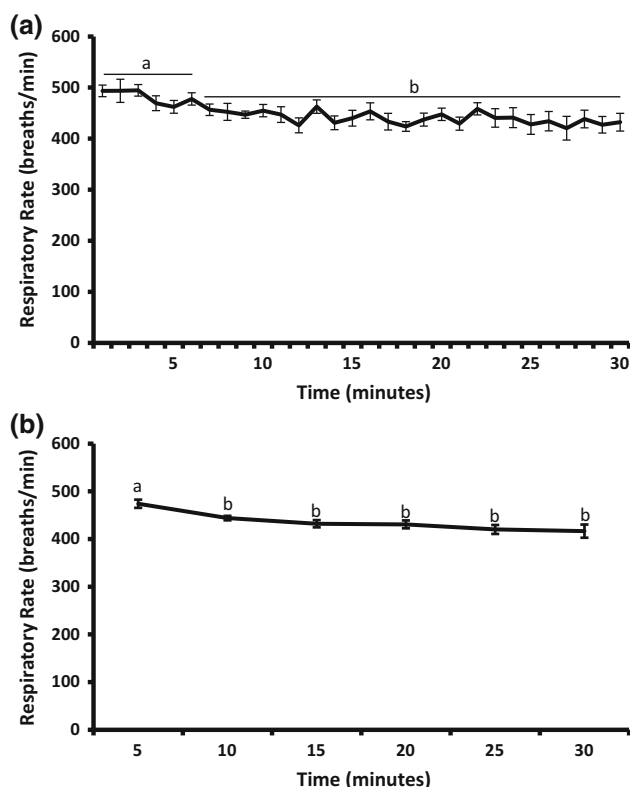 (a)
600
500
400
300
200
100
0
Respiratory Rate (breaths/min)
a
b
5 10 15 20 25 30
Time (minutes)
(b)
600
500
400
300
200
100
0
Respiratory Rate (breaths/min)
a b b b b b
5 10 15 20 25 30
Time (minutes)